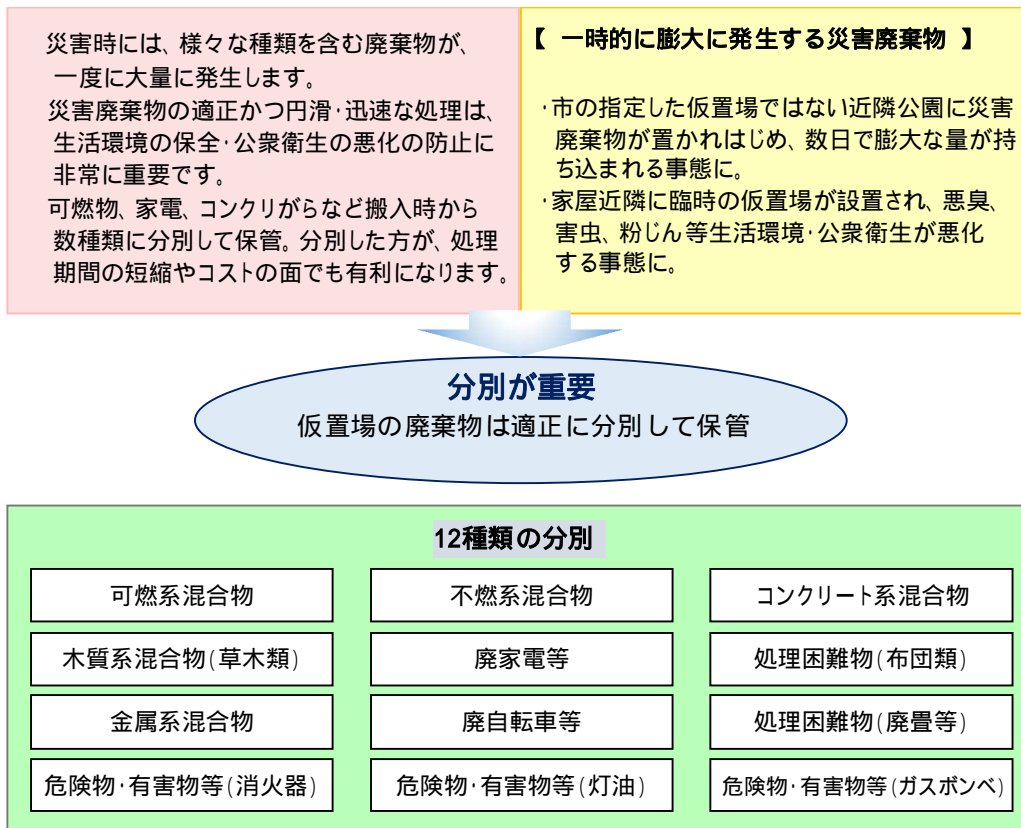 災害時には、様々な種類を含む廃棄物が、
一度に大量に発生します。
災害廃棄物の適正かつ円滑・迅速な処理は、
生活環境の保全・公衆衛生の悪化の防止に
非常に重要です。
可燃物、家電、コンクリがらなど搬入時から
数種類に分別して保管。分別した方が、処理
期間の短縮やコストの面でも有利になります。
【 一時的に膨大に発生する災害廃棄物 】
・市の指定した仮置場ではない近隣公園に災害
廃棄物が置かれはじめ、数日で膨大な量が持
ち込まれる事態に。
・家屋近隣に臨時の仮置場が設置され、悪臭、
害虫、粉じん等生活環境・公衆衛生が悪化
する事態に。
分別が重要
仮置場の廃棄物は適正に分別して保管
12種類の分別
可燃系混合物
不燃系混合物
コンクリート系混合物
木質系混合物(草木類)
廃家電等
処理困難物(布団類)
金属系混合物
廃自転車等
処理困難物(廃畳等)
危険物・有害物等(消火器)
危険物・有害物等(灯油)
危険物・有害物等(ガスボンベ)